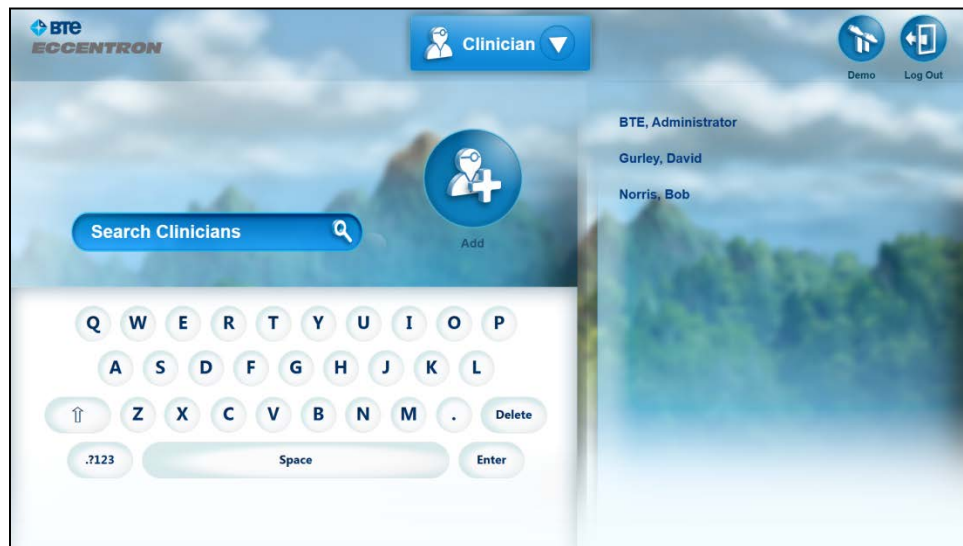 BTE
ECCENTRON
Clinician
Demo
Log Out
BTE, Administrator
Gurley, David
Norris, Bob
Search Clinicians
Add
Q W E R T Y U I O P
A S D F G H J K L
⇧ Z X C V B N M . Delete
.?123 Space Enter